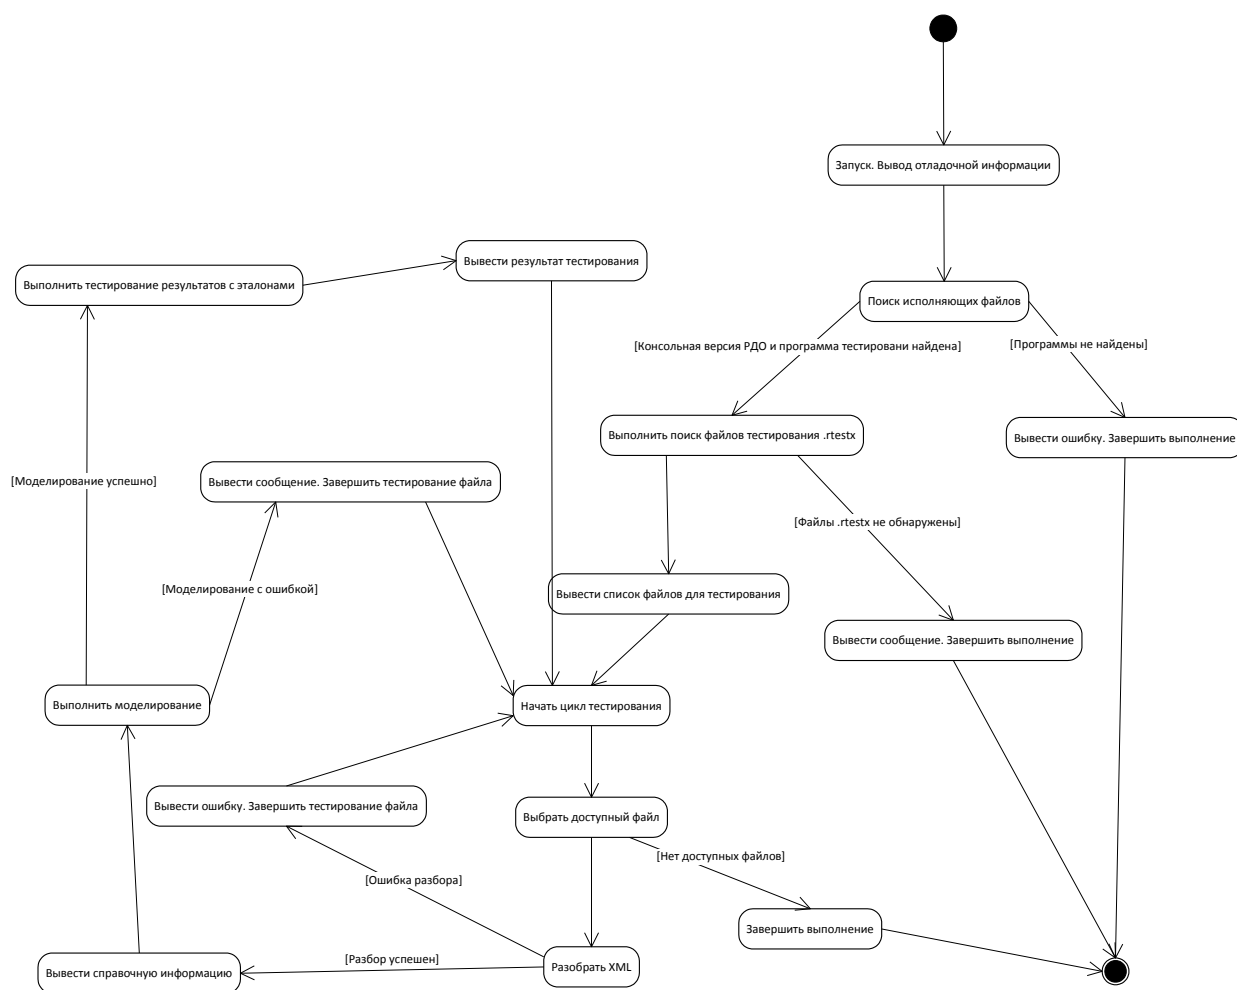 Запуск. Вывод отладочной информации
Вывести результат тестирования
Выполнить тестирование результатов с эталонами
Поиск исполняющих файлов
[Консольная версия РДО и программа тестировани найдена]
[Программы не найдены]
Выполнить поиск файлов тестирования .rtestx
Вывести ошибку. Завершить выполнение
[Моделирование успешно]
Вывести сообщение. Завершить тестирование файла
[Файлы .rtestx не обнаружены]
[Моделирование с ошибкой]
Вывести список файлов для тестирования
Вывести сообщение. Завершить выполнение
Выполнить моделирование
Начать цикл тестирования
Вывести ошибку. Завершить тестирование файла
Выбрать доступный файл
[Нет доступных файлов]
[Ошибка разбора]
Завершить выполнение
[Разбор успешен]
Вывести справочную информацию
Разобрать XML